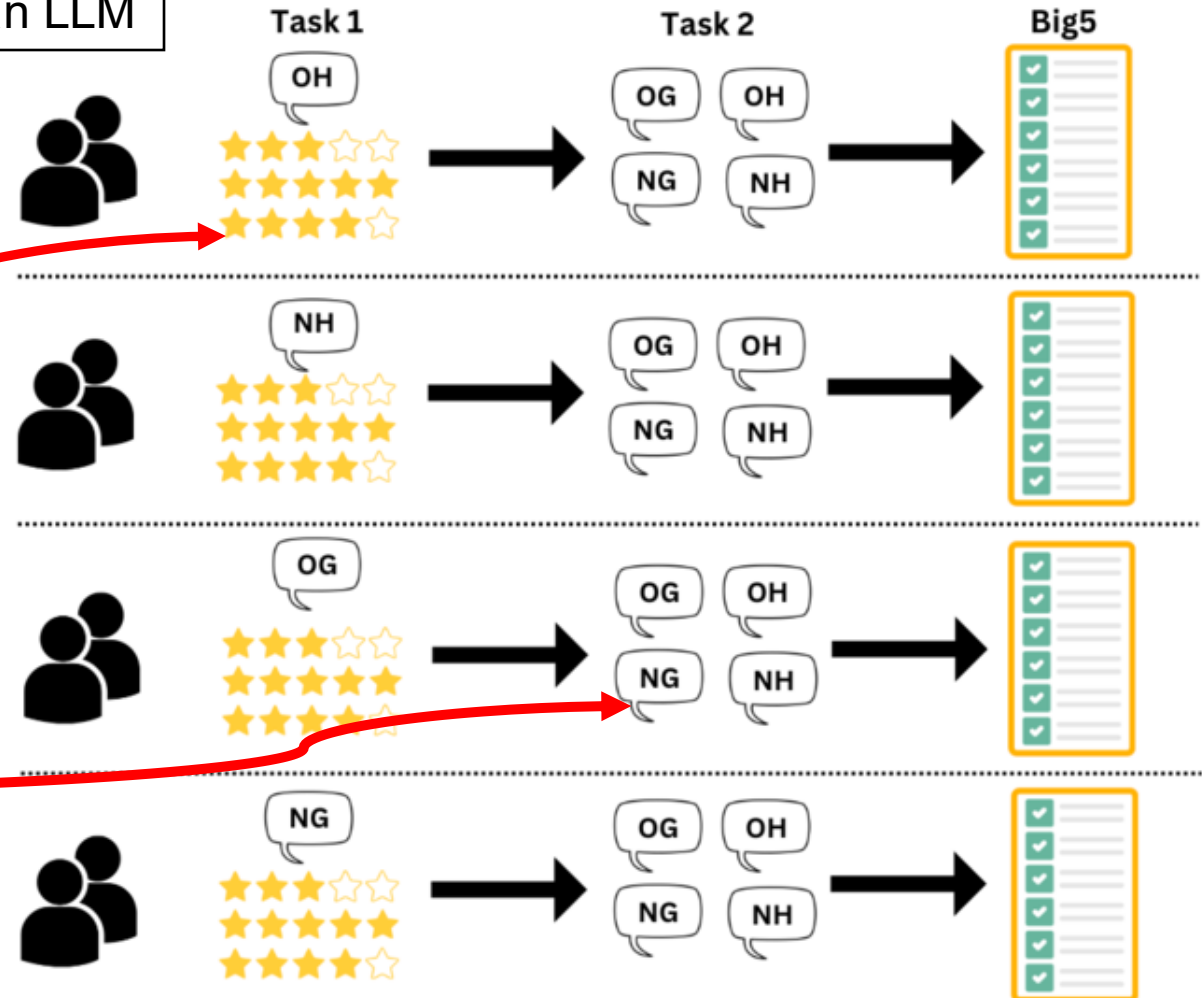 n LLM
Task 1 Task 2 Big5
OH
OG OH
NG NH
NH
OG OH
NG NH
OG
OG OH
NG NH
NG
OG OH
NG NH